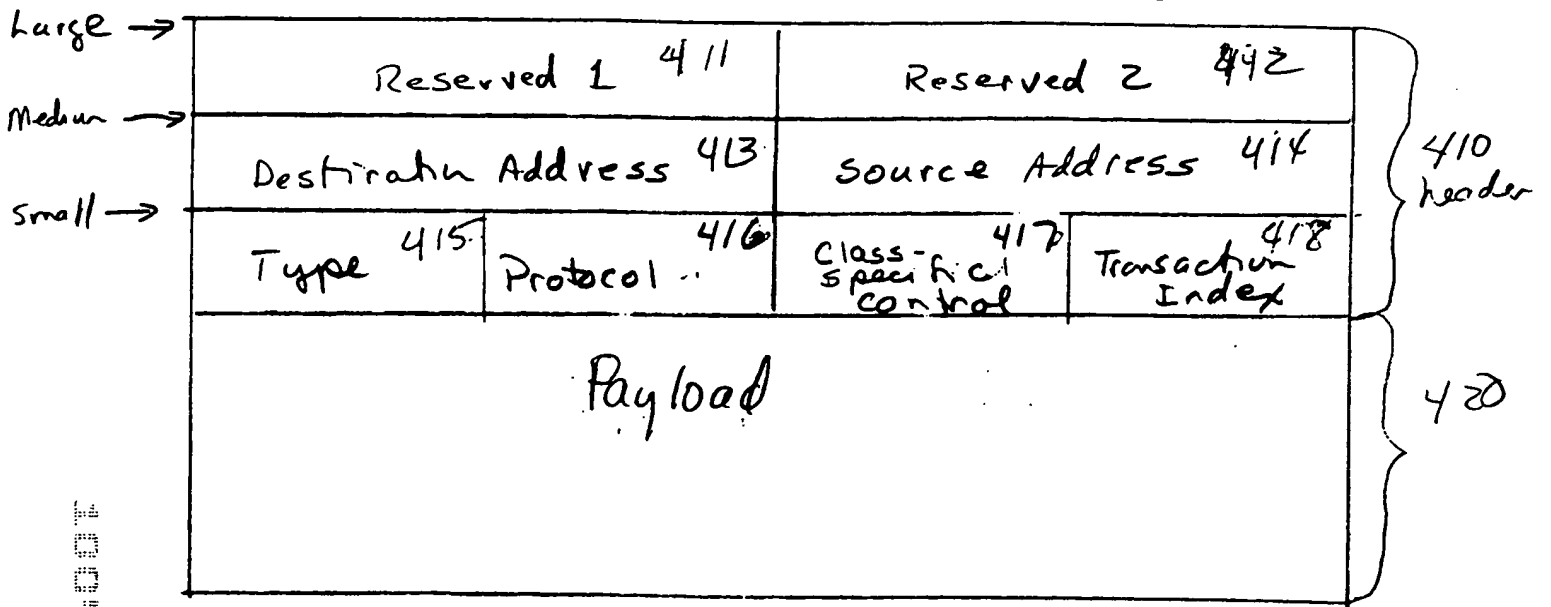 Large →
Reserved 1 411
Reserved 2 412
Medium →
Destination Address 413
Source Address 414
410
header
Small →
Type 415
Protocol 416
Class-
specific
control 417
Transaction
Index 418
Payload
420
100